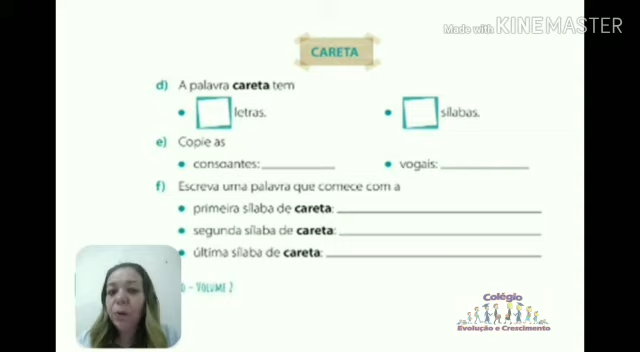 Made with KINEMASTER
CARETA
d) A palavra careta tem
• letras. • sílabas.
e) Copie as
• consoantes: • vogais:
f) Escreva uma palavra que comece com a
• primeira sílaba de careta:
• segunda sílaba de careta:
• última sílaba de careta:
- VOLUME 2
Colégio
Evolução e Crescimento